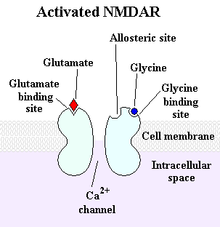 Activated NMDAR
Allosteric site
Glutamate
Glycine
Glutamate
binding
site
Glycine
binding
site
Cell membrane
Intracellular
space
Ca2+
channel